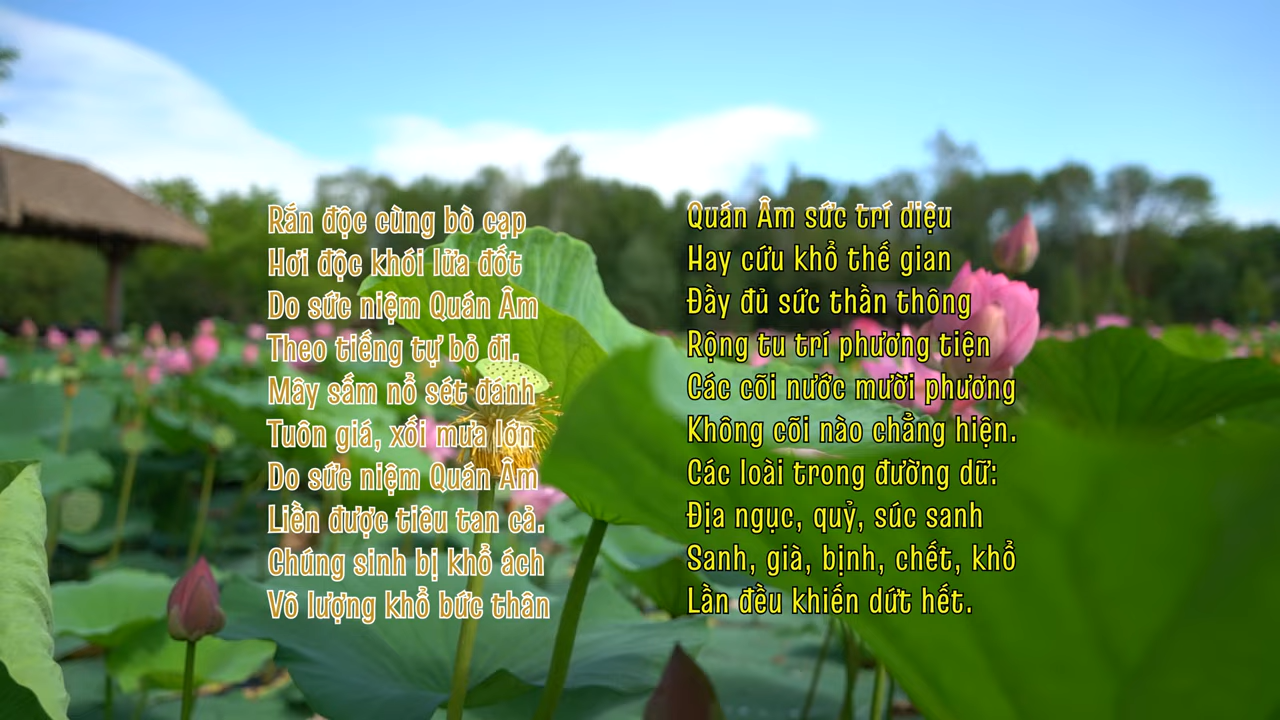 Rắn độc cùng bò cạp
Hơi độc khói lửa đốt
Do sức niệm Quán Âm
Theo tiếng tự bỏ đi.
Mây sấm nổ sét đánh
Tuôn giá, xối mưa lớn
Do sức niệm Quán Âm
Liền được tiêu tan cả.
Chúng sinh bị khổ ách
Vô lượng khổ bức thân
Quán Âm sức trí diệu
Hay cứu khổ thế gian
Đầy đủ sức thần thông
Rộng tu trí phương tiện
Các cõi nước mười phương
Không cõi nào chẳng hiện.
Các loài trong đường dữ:
Địa ngục, quỷ, súc sanh
Sanh, già, bịnh, chết, khổ
Lần đều khiến dứt hết.